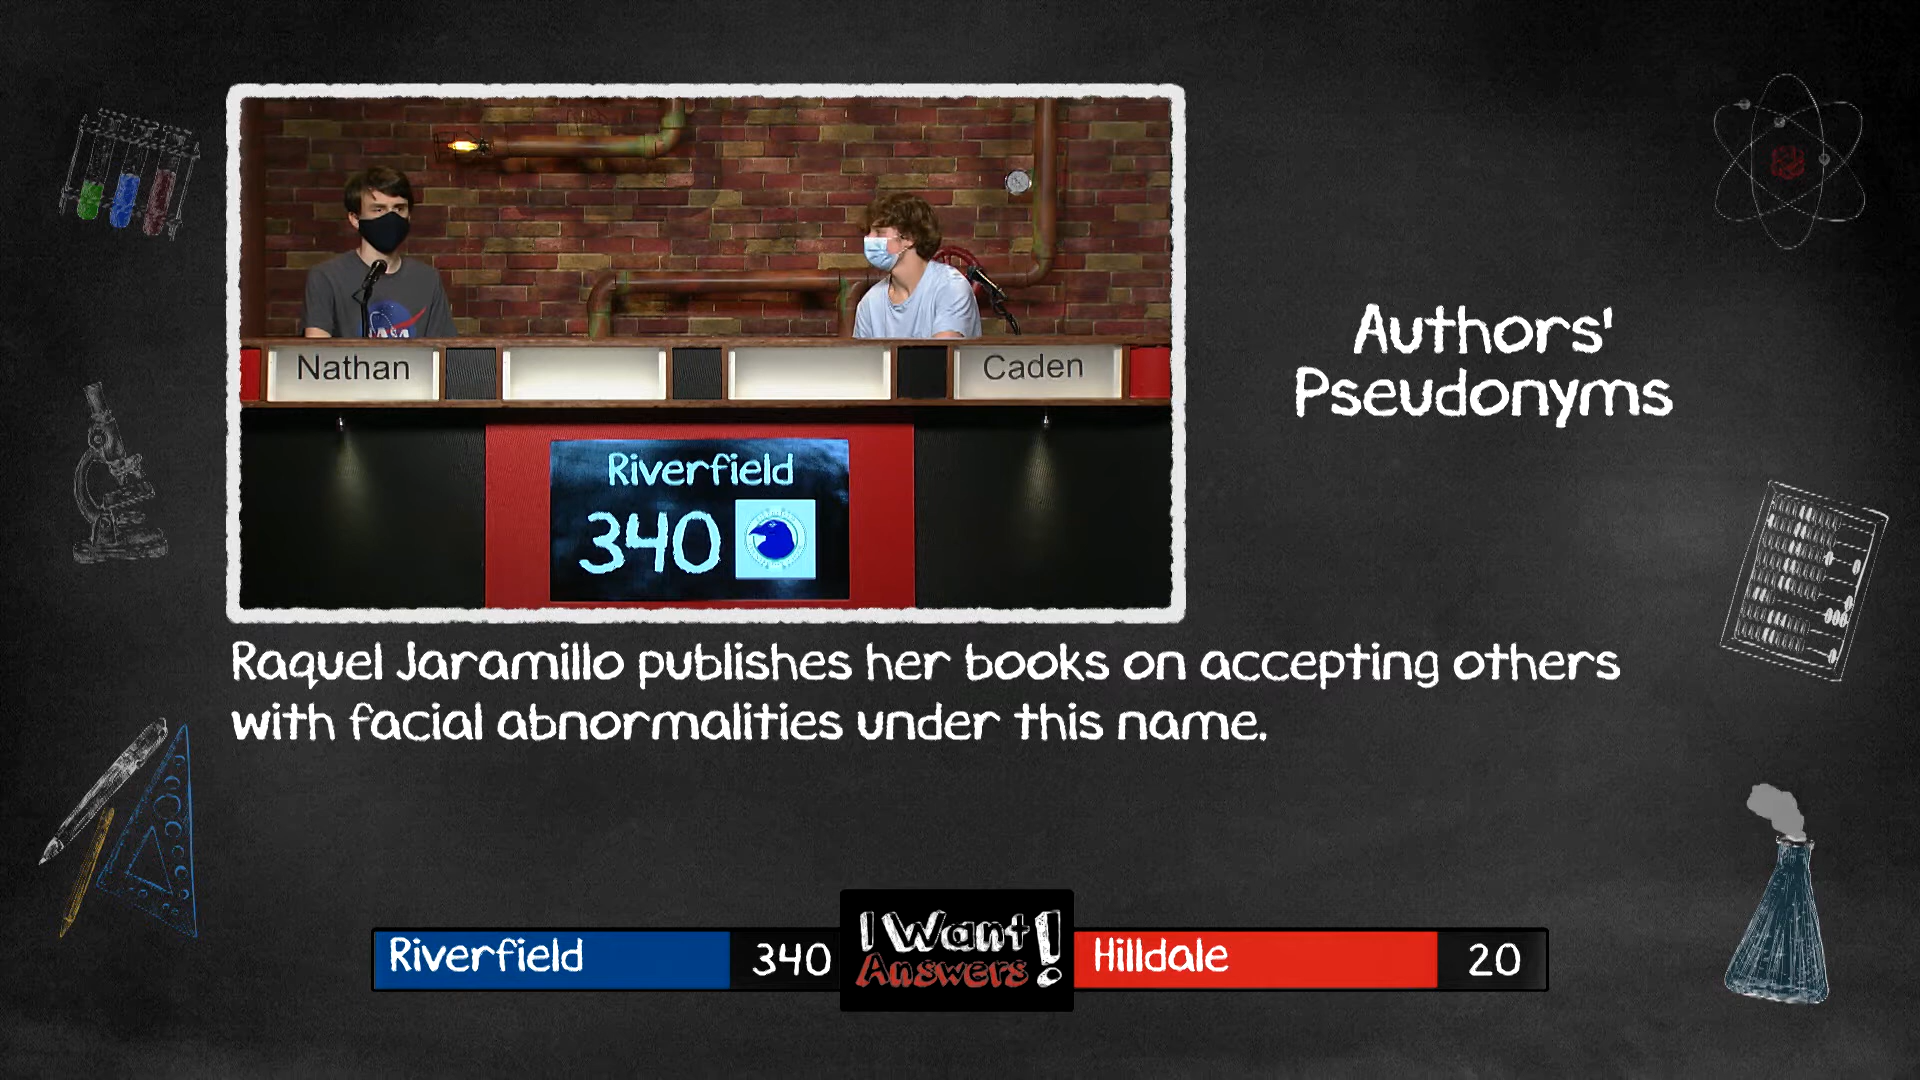 Authors'
Pseudonyms
NASA
Nathan
Caden
Riverfield
340
Raquel Jaramillo publishes her books on accepting others
with facial abnormalities under this name.
Riverfield 340
I Want
Answers!
Hilldale 20